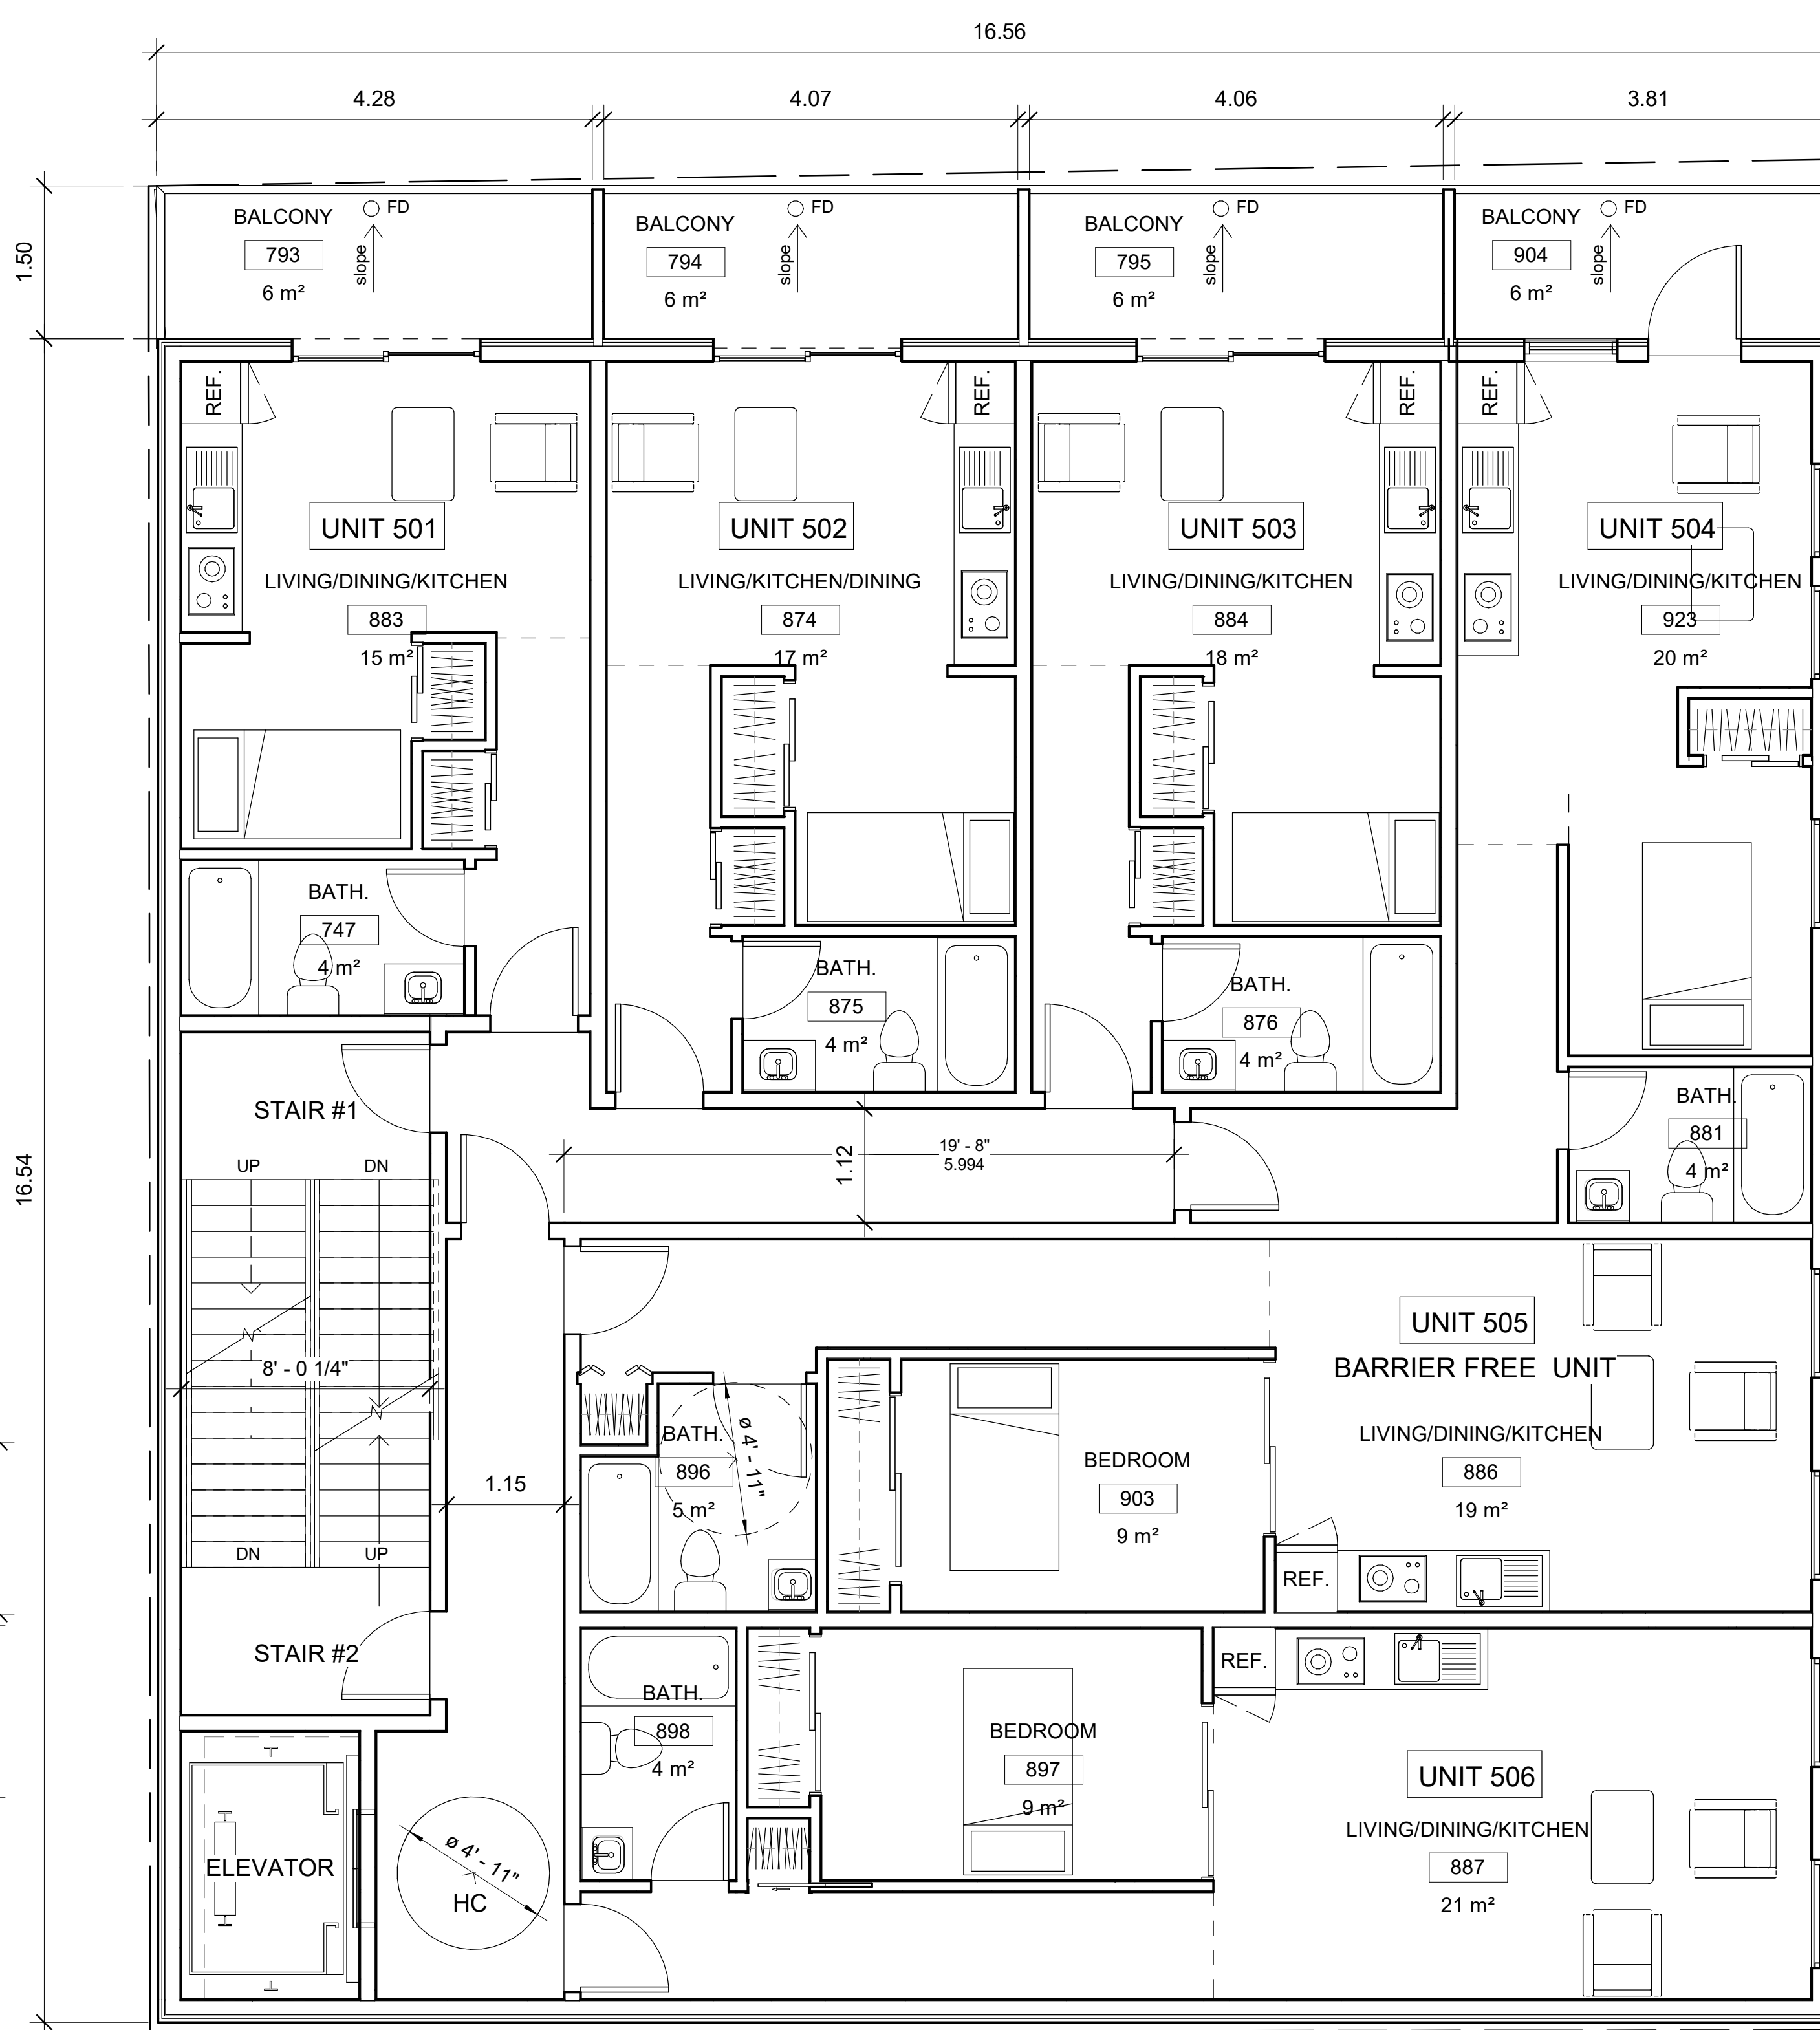 16.56
4.28
4.07
4.06
3.81
1.50
BALCONY
793
6 m²
slope
FD
BALCONY
794
6 m²
slope
FD
BALCONY
795
6 m²
slope
FD
BALCONY
904
6 m²
slope
FD
REF.
REF.
REF.
REF.
UNIT 501
LIVING/DINING/KITCHEN
883
15 m²
UNIT 502
LIVING/KITCHEN/DINING
874
17 m²
UNIT 503
LIVING/DINING/KITCHEN
884
18 m²
UNIT 504
LIVING/DINING/KITCHEN
923
20 m²
BATH.
747
4 m²
BATH.
875
4 m²
BATH.
876
4 m²
BATH.
881
4 m²
16.54
STAIR #1
UP
DN
8' - 0 1/4"
DN
UP
STAIR #2
1.12
19' - 8"
5.994
1.15
UNIT 505
BARRIER FREE UNIT
LIVING/DINING/KITCHEN
886
19 m²
BATH.
896
5 m²
ø 4' - 11"
BEDROOM
903
9 m²
REF.
REF.
BATH.
898
4 m²
BEDROOM
897
9 m²
UNIT 506
LIVING/DINING/KITCHEN
887
21 m²
ELEVATOR
ø 4' - 11"
HC